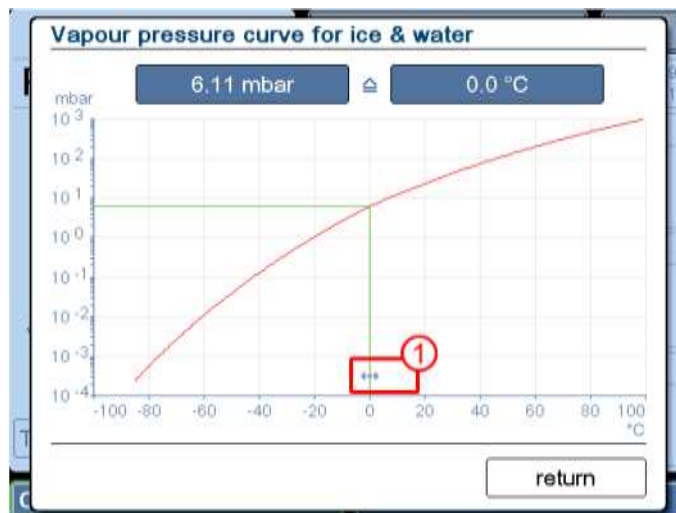 Vapour pressure curve for ice & water
6.11 mbar ≙ 0.0 °C
mbar
10 3
10 2
10 1
10 0
10 -1
10 -2
10 -3
10 -4
-100 -80 -60 -40 -20 0 20 40 60 80 100
°C
1
return